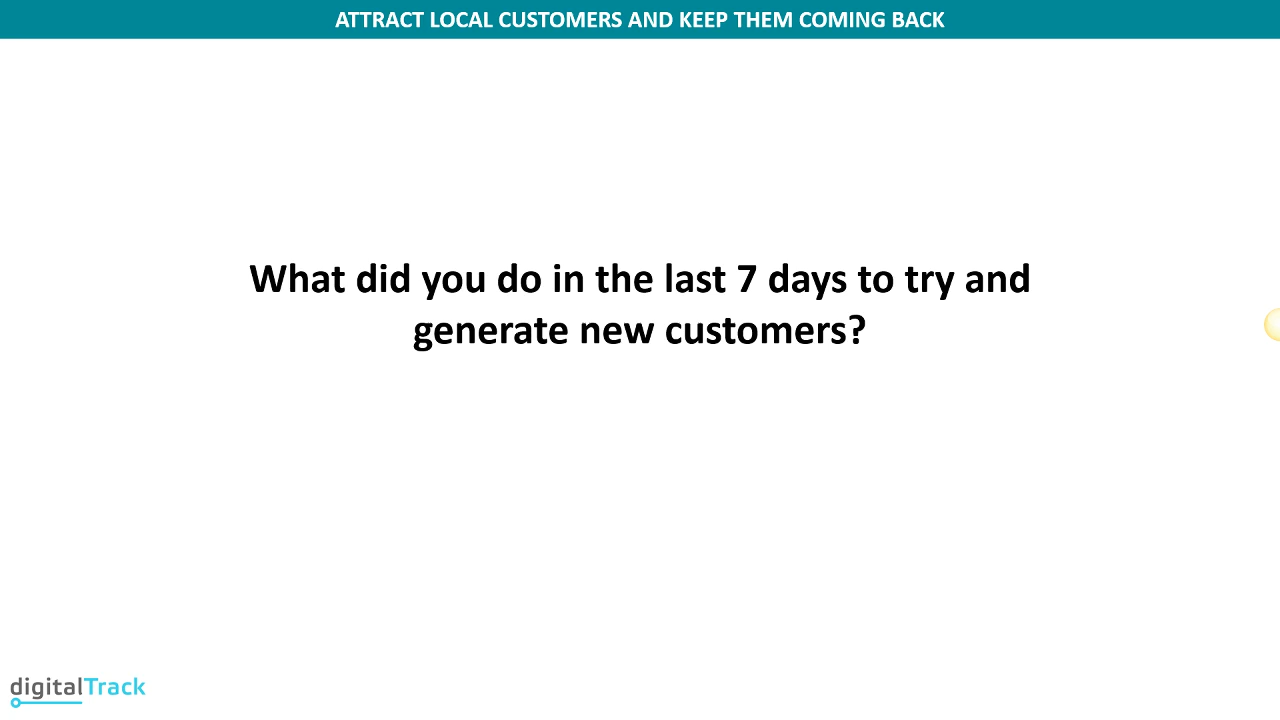 ATTRACT LOCAL CUSTOMERS AND KEEP THEM COMING BACK
What did you do in the last 7 days to try and
generate new customers?
digitalTrack